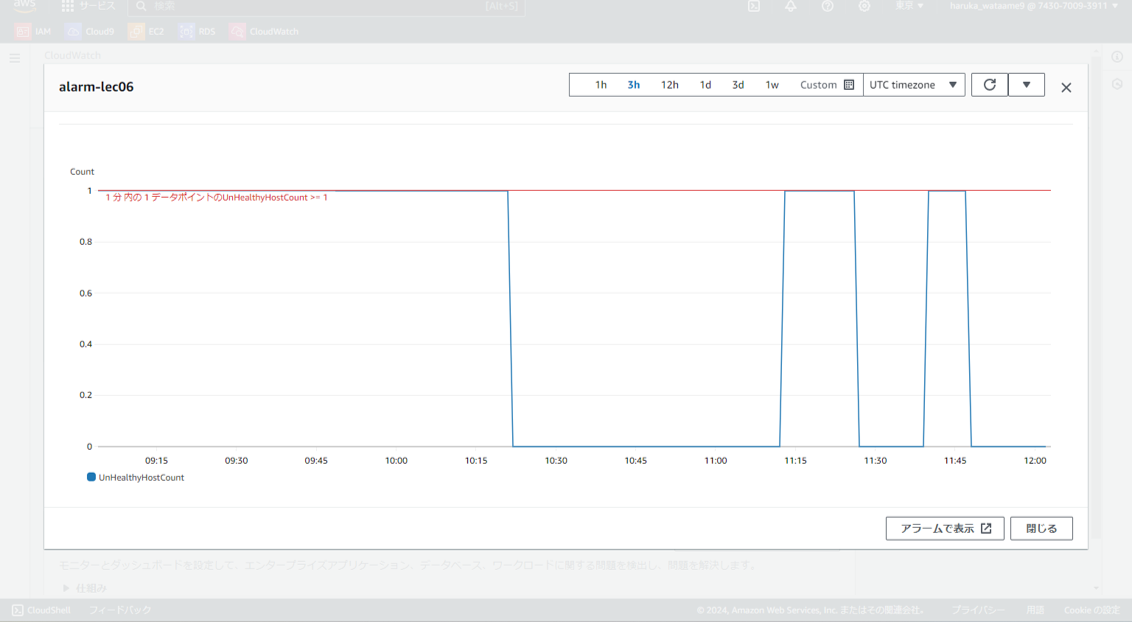 aws
サービス
検索
[Alt+S]
東京
haruka_wataame9 @ 7430-7009-3911
IAM
Cloud9
EC2
RDS
CloudWatch
CloudWatch
alarm-lec06
1h 3h 12h 1d 3d 1w Custom UTC timezone
Count
1
1 分 内の 1 データポイントのUnHealthyHostCount >= 1
0.8
0.6
0.4
0.2
0
09:15 09:30 09:45 10:00 10:15 10:30 10:45 11:00 11:15 11:30 11:45 12:00
UnHealthyHostCount
アラームで表示 閉じる
モニターとダッシュボードを設定して、エンタープライズアプリケーション、データベース、ワークロードに関する問題を検出し、問題を解決します。
仕組み
CloudShell フィードバック © 2024, Amazon Web Services, Inc. またはその関連会社。 プライバシー 用語 Cookie の設定